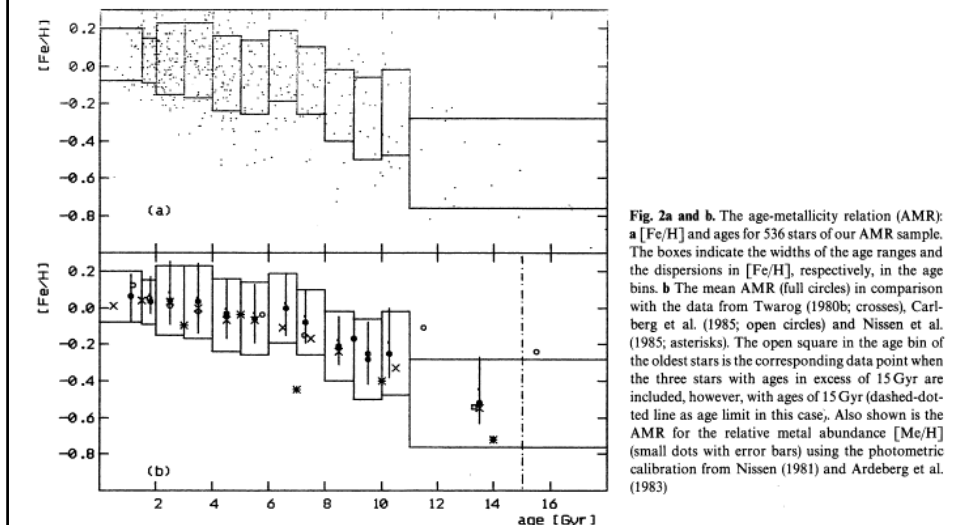 [Fe/H]
0.2
0.0
-0.2
-0.4
-0.6
-0.8
(a)
[Fe/H]
0.2
0.0
-0.2
-0.4
-0.6
-0.8
(b)
2
4
6
8
10
12
14
16
age [Gyr]
Fig. 2a and b. The age-metallicity relation (AMR):
a [Fe/H] and ages for 536 stars of our AMR sample.
The boxes indicate the widths of the age ranges and
the dispersions in [Fe/H], respectively, in the age
bins. b The mean AMR (full circles) in comparison
with the data from Twarog (1980b; crosses), Carl-
berg et al. (1985; open circles) and Nissen et al.
(1985; asterisks). The open square in the age bin of
the oldest stars is the corresponding data point when
the three stars with ages in excess of 15 Gyr are
included, however, with ages of 15 Gyr (dashed-dot-
ted line as age limit in this case). Also shown is the
AMR for the relative metal abundance [Me/H]
(small dots with error bars) using the photometric
calibration from Nissen (1981) and Ardeberg et al.
(1983)